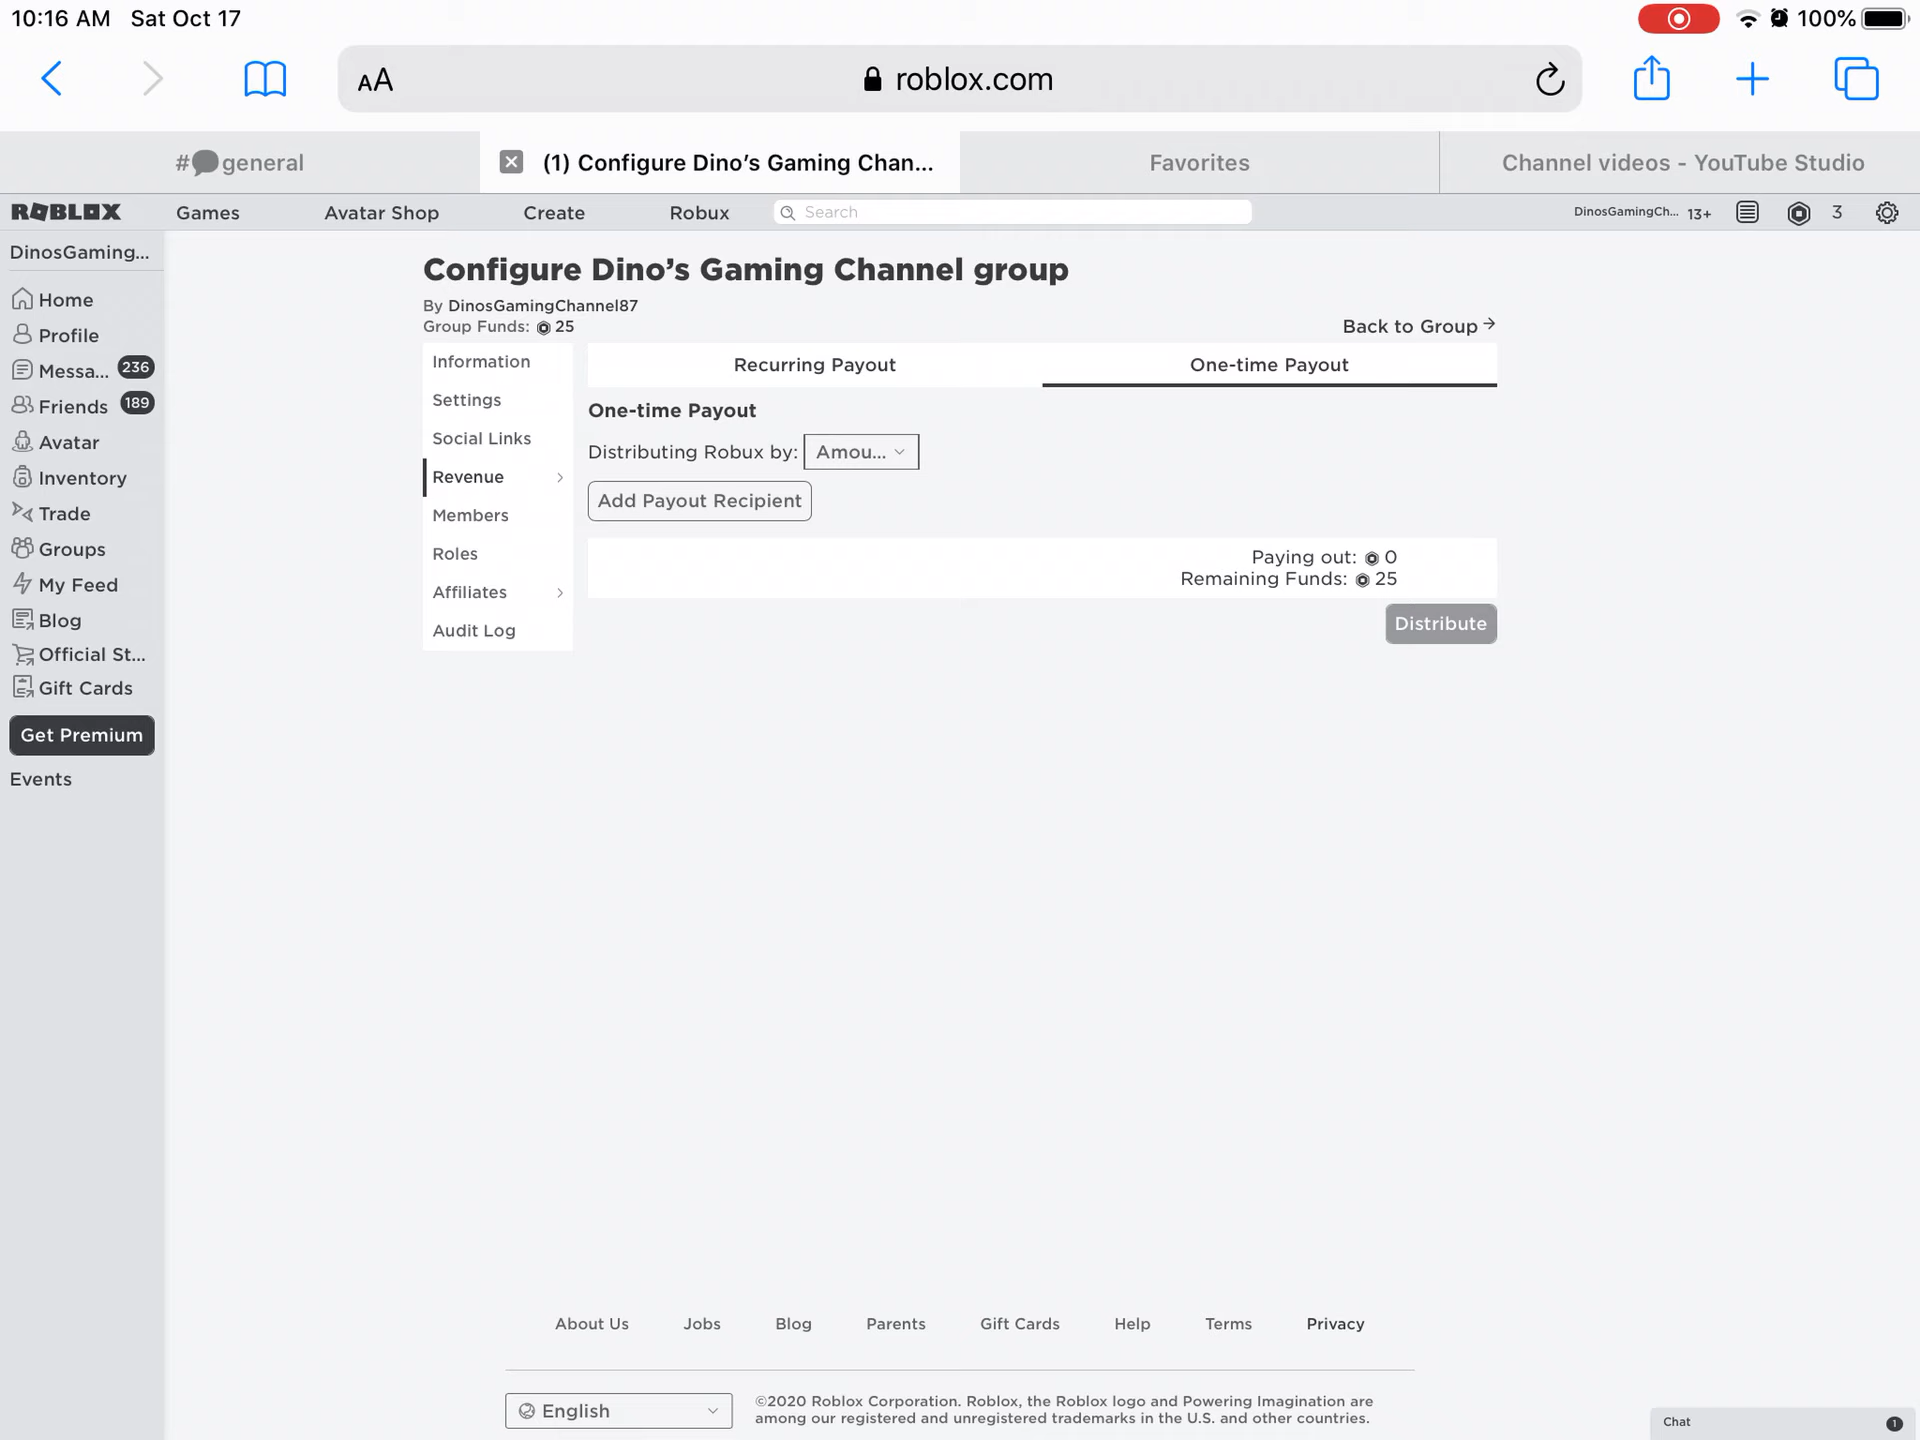 10:16 AM Sat Oct 17
100%
AA
roblox.com
#general
(1) Configure Dino’s Gaming Chan...
Favorites
Channel videos - YouTube Studio
ROBLOX
Games
Avatar Shop
Create
Robux
Search
DinosGamingCh... 13+
3
DinosGaming...
Home
Profile
Messa... 236
Friends 189
Avatar
Inventory
Trade
Groups
My Feed
Blog
Official St...
Gift Cards
Get Premium
Events
Configure Dino’s Gaming Channel group
By DinosGamingChannel87
Group Funds: 25
Back to Group
Information
Settings
Social Links
Revenue
Members
Roles
Affiliates
Audit Log
Recurring Payout
One-time Payout
One-time Payout
Distributing Robux by: Amou...
Add Payout Recipient
Paying out: 0
Remaining Funds: 25
Distribute
About Us
Jobs
Blog
Parents
Gift Cards
Help
Terms
Privacy
English
©2020 Roblox Corporation. Roblox, the Roblox logo and Powering Imagination are
among our registered and unregistered trademarks in the U.S. and other countries.
Chat
1